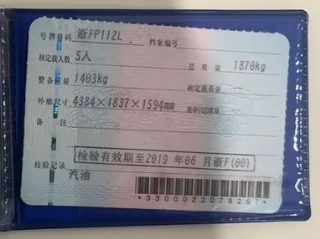 号牌号码 浙FP112L 档案编号
核定载人数 5人 总 质 量 1870kg
整备质量 1403kg 核定载质量
外廓尺寸 4384×1837×1594mm 准牵引总质量
备 注
检验有效期至2019 年06 月浙F(00)
检验记录
汽油
*3300022079267*